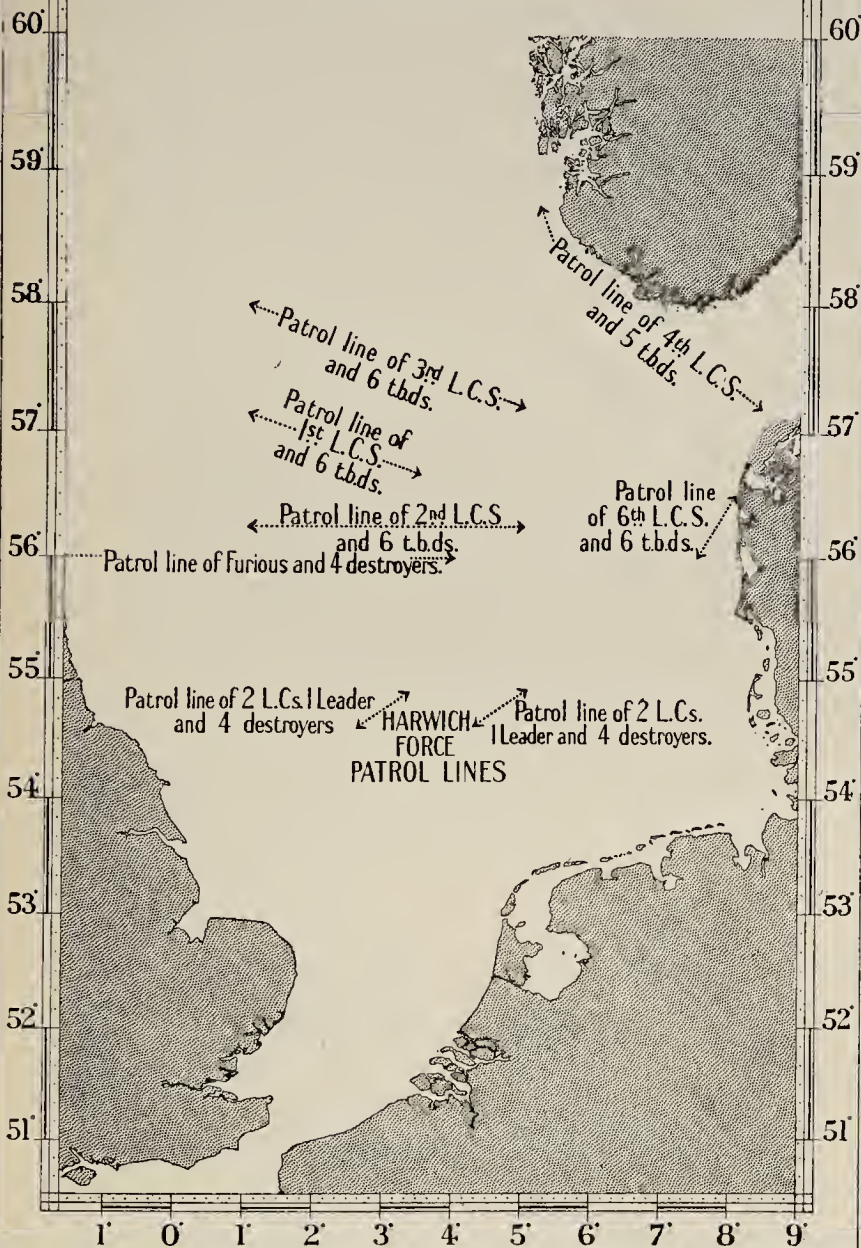 60°
60°
59°
59°
58°
58°
57°
57°
56°
56°
55°
55°
54°
54°
53°
53°
52°
52°
51°
51°
Patrol line of 4th L.C.S.
and 5 t.b.ds.
Patrol line of 3rd L.C.S.
and 6 t.b.ds.
Patrol line of
1st L.C.S.
and 6 t.b.ds.
Patrol line of 2nd L.C.S
and 6 t.b.ds.
Patrol line
of 6th L.C.S.
and 6 t.b.ds.
Patrol line of Furious and 4 destroyers.
Patrol line of 2 L.Cs. 1 Leader
and 4 destroyers
HARWICH
FORCE
PATROL LINES
Patrol line of 2 L.Cs.
1 Leader and 4 destroyers.
1° 0° 1° 2° 3° 4° 5° 6° 7° 8° 9°